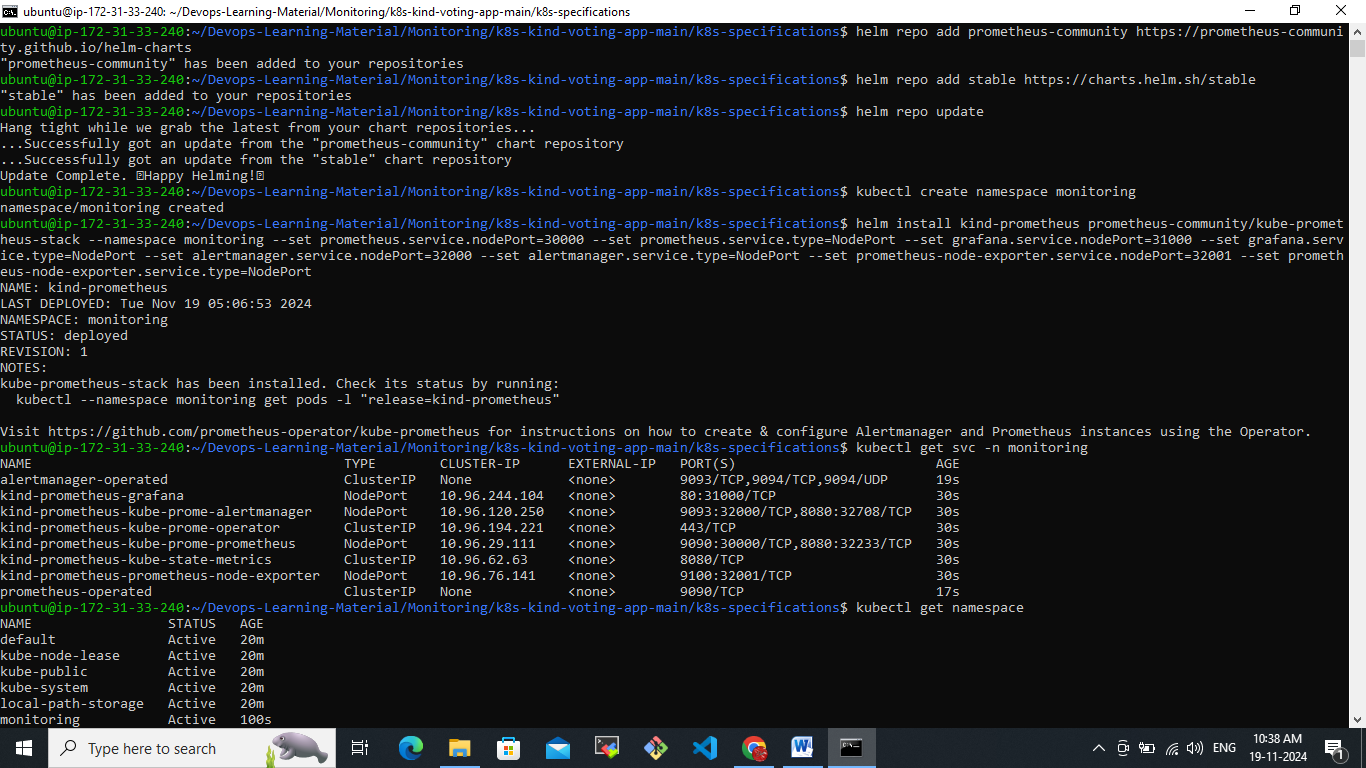 ubuntu@ip-172-31-33-240: ~/Devops-Learning-Material/Monitoring/k8s-kind-voting-app-main/k8s-specifications
ubuntu@ip-172-31-33-240:~/Devops-Learning-Material/Monitoring/k8s-kind-voting-app-main/k8s-specifications$ helm repo add prometheus-community https://prometheus-communi
ty.github.io/helm-charts
"prometheus-community" has been added to your repositories
ubuntu@ip-172-31-33-240:~/Devops-Learning-Material/Monitoring/k8s-kind-voting-app-main/k8s-specifications$ helm repo add stable https://charts.helm.sh/stable
"stable" has been added to your repositories
ubuntu@ip-172-31-33-240:~/Devops-Learning-Material/Monitoring/k8s-kind-voting-app-main/k8s-specifications$ helm repo update
Hang tight while we grab the latest from your chart repositories...
...Successfully got an update from the "prometheus-community" chart repository
...Successfully got an update from the "stable" chart repository
Update Complete. Happy Helming!
ubuntu@ip-172-31-33-240:~/Devops-Learning-Material/Monitoring/k8s-kind-voting-app-main/k8s-specifications$ kubectl create namespace monitoring
namespace/monitoring created
ubuntu@ip-172-31-33-240:~/Devops-Learning-Material/Monitoring/k8s-kind-voting-app-main/k8s-specifications$ helm install kind-prometheus prometheus-community/kube-promet
heus-stack --namespace monitoring --set prometheus.service.nodePort=30000 --set prometheus.service.type=NodePort --set grafana.service.nodePort=31000 --set grafana.serv
ice.type=NodePort --set alertmanager.service.nodePort=32000 --set alertmanager.service.type=NodePort --set prometheus-node-exporter.service.nodePort=32001 --set prometh
eus-node-exporter.service.type=NodePort
NAME: kind-prometheus
LAST DEPLOYED: Tue Nov 19 05:06:53 2024
NAMESPACE: monitoring
STATUS: deployed
REVISION: 1
NOTES:
kube-prometheus-stack has been installed. Check its status by running:
  kubectl --namespace monitoring get pods -l "release=kind-prometheus"
Visit https://github.com/prometheus-operator/kube-prometheus for instructions on how to create & configure Alertmanager and Prometheus instances using the Operator.
ubuntu@ip-172-31-33-240:~/Devops-Learning-Material/Monitoring/k8s-kind-voting-app-main/k8s-specifications$ kubectl get svc -n monitoring
NAME TYPE CLUSTER-IP EXTERNAL-IP PORT(S) AGE
alertmanager-operated ClusterIP None <none> 9093/TCP,9094/TCP,9094/UDP 19s
kind-prometheus-grafana NodePort 10.96.244.104 <none> 80:31000/TCP 30s
kind-prometheus-kube-prome-alertmanager NodePort 10.96.120.250 <none> 9093:32000/TCP,8080:32708/TCP 30s
kind-prometheus-kube-prome-operator ClusterIP 10.96.194.221 <none> 443/TCP 30s
kind-prometheus-kube-prome-prometheus NodePort 10.96.29.111 <none> 9090:30000/TCP,8080:32233/TCP 30s
kind-prometheus-kube-state-metrics ClusterIP 10.96.62.63 <none> 8080/TCP 30s
kind-prometheus-prometheus-node-exporter NodePort 10.96.76.141 <none> 9100:32001/TCP 30s
prometheus-operated ClusterIP None <none> 9090/TCP 17s
ubuntu@ip-172-31-33-240:~/Devops-Learning-Material/Monitoring/k8s-kind-voting-app-main/k8s-specifications$ kubectl get namespace
NAME STATUS AGE
default Active 20m
kube-node-lease Active 20m
kube-public Active 20m
kube-system Active 20m
local-path-storage Active 20m
monitoring Active 100s
Type here to search
ENG
10:38 AM
19-11-2024
1